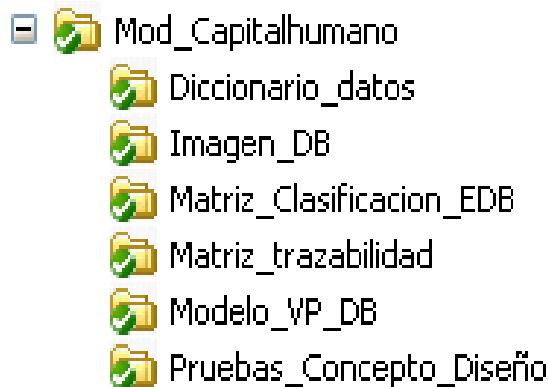 Mod_Capitalhumano
Diccionario_datos
Imagen_DB
Matriz_Clasificacion_EDB
Matriz_trazabilidad
Modelo_VP_DB
Pruebas_Concepto_Diseño